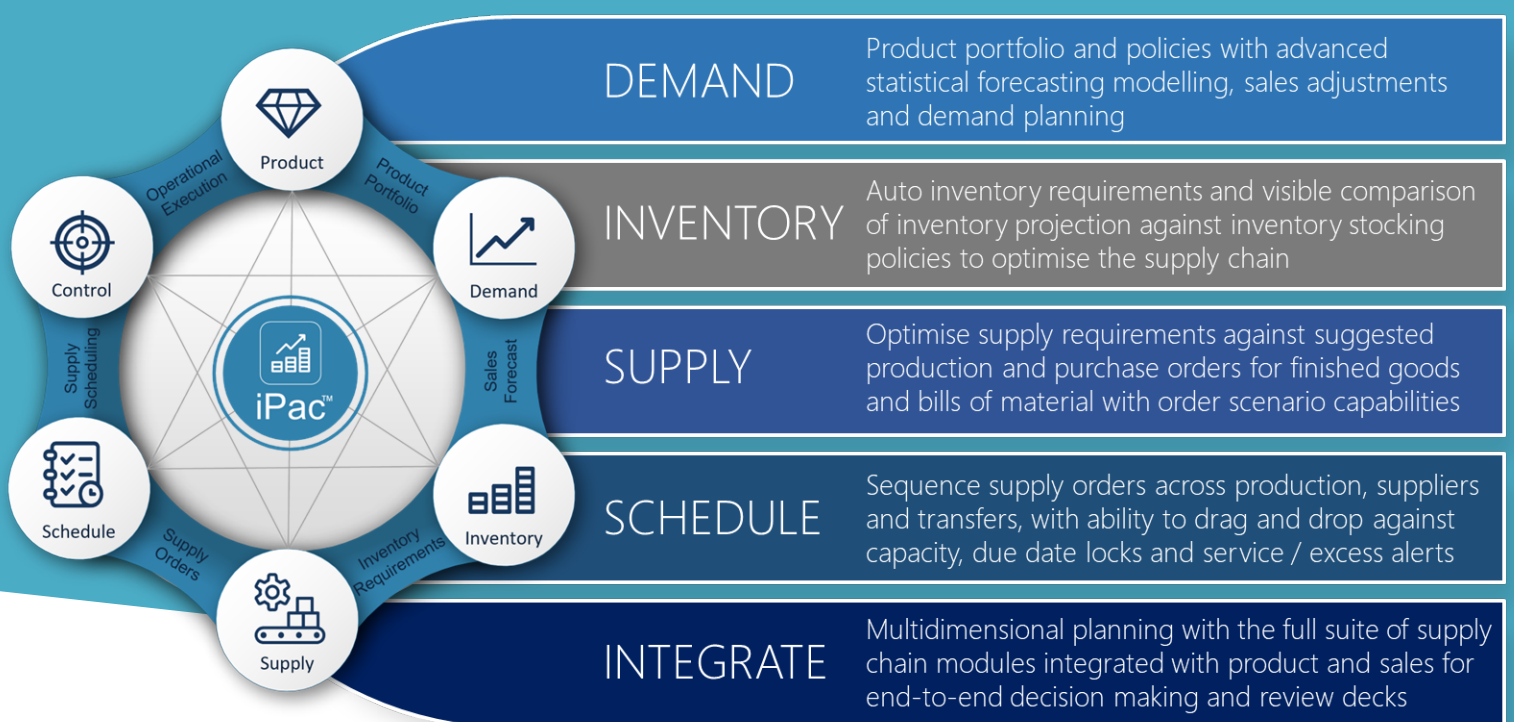 Product
Demand
Inventory
Supply
Schedule
Control
Product
Portfolio
Sales
Forecast
Inventory
Requirements
Supply
Orders
Supply
Scheduling
Operational
Execution
iPac™
DEMAND
Product portfolio and policies with advanced
statistical forecasting modelling, sales adjustments
and demand planning
INVENTORY
Auto inventory requirements and visible comparison
of inventory projection against inventory stocking
policies to optimise the supply chain
SUPPLY
Optimise supply requirements against suggested
production and purchase orders for finished goods
and bills of material with order scenario capabilities
SCHEDULE
Sequence supply orders across production, suppliers
and transfers, with ability to drag and drop against
capacity, due date locks and service / excess alerts
INTEGRATE
Multidimensional planning with the full suite of supply
chain modules integrated with product and sales for
end-to-end decision making and review decks